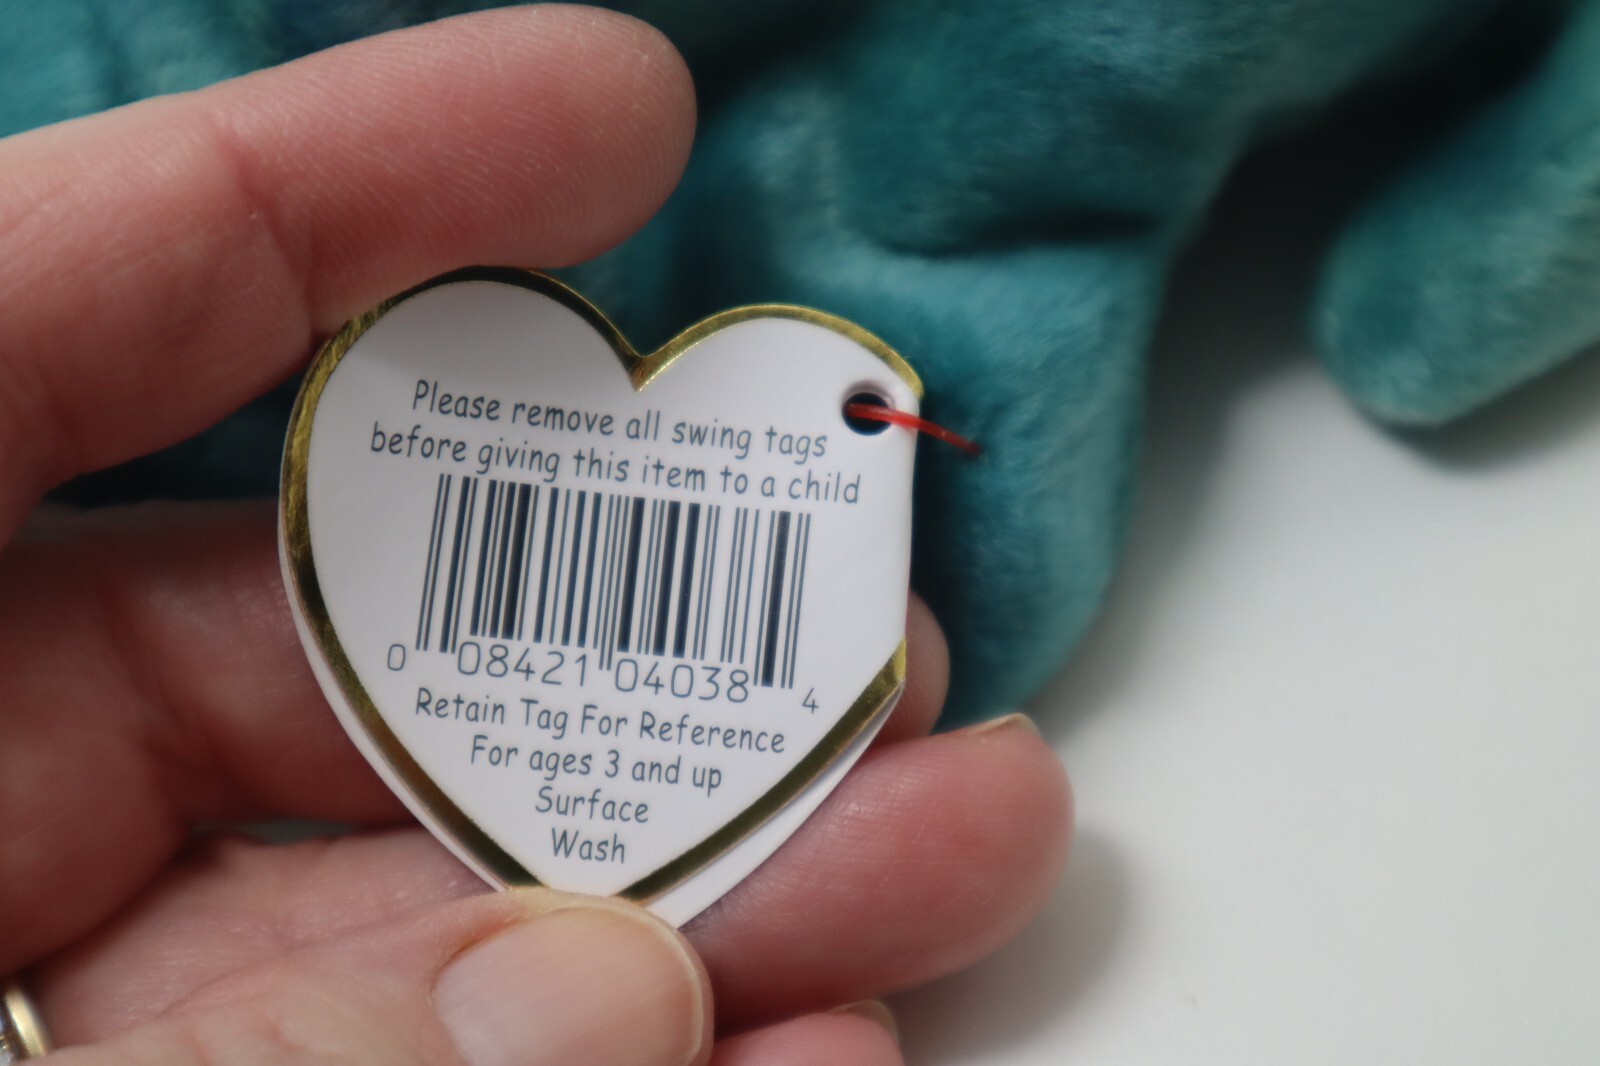 Please remove all swing tags
before giving this item to a child
0 08421 04038 4
Retain Tag For Reference
For ages 3 and up
Surface
Wash